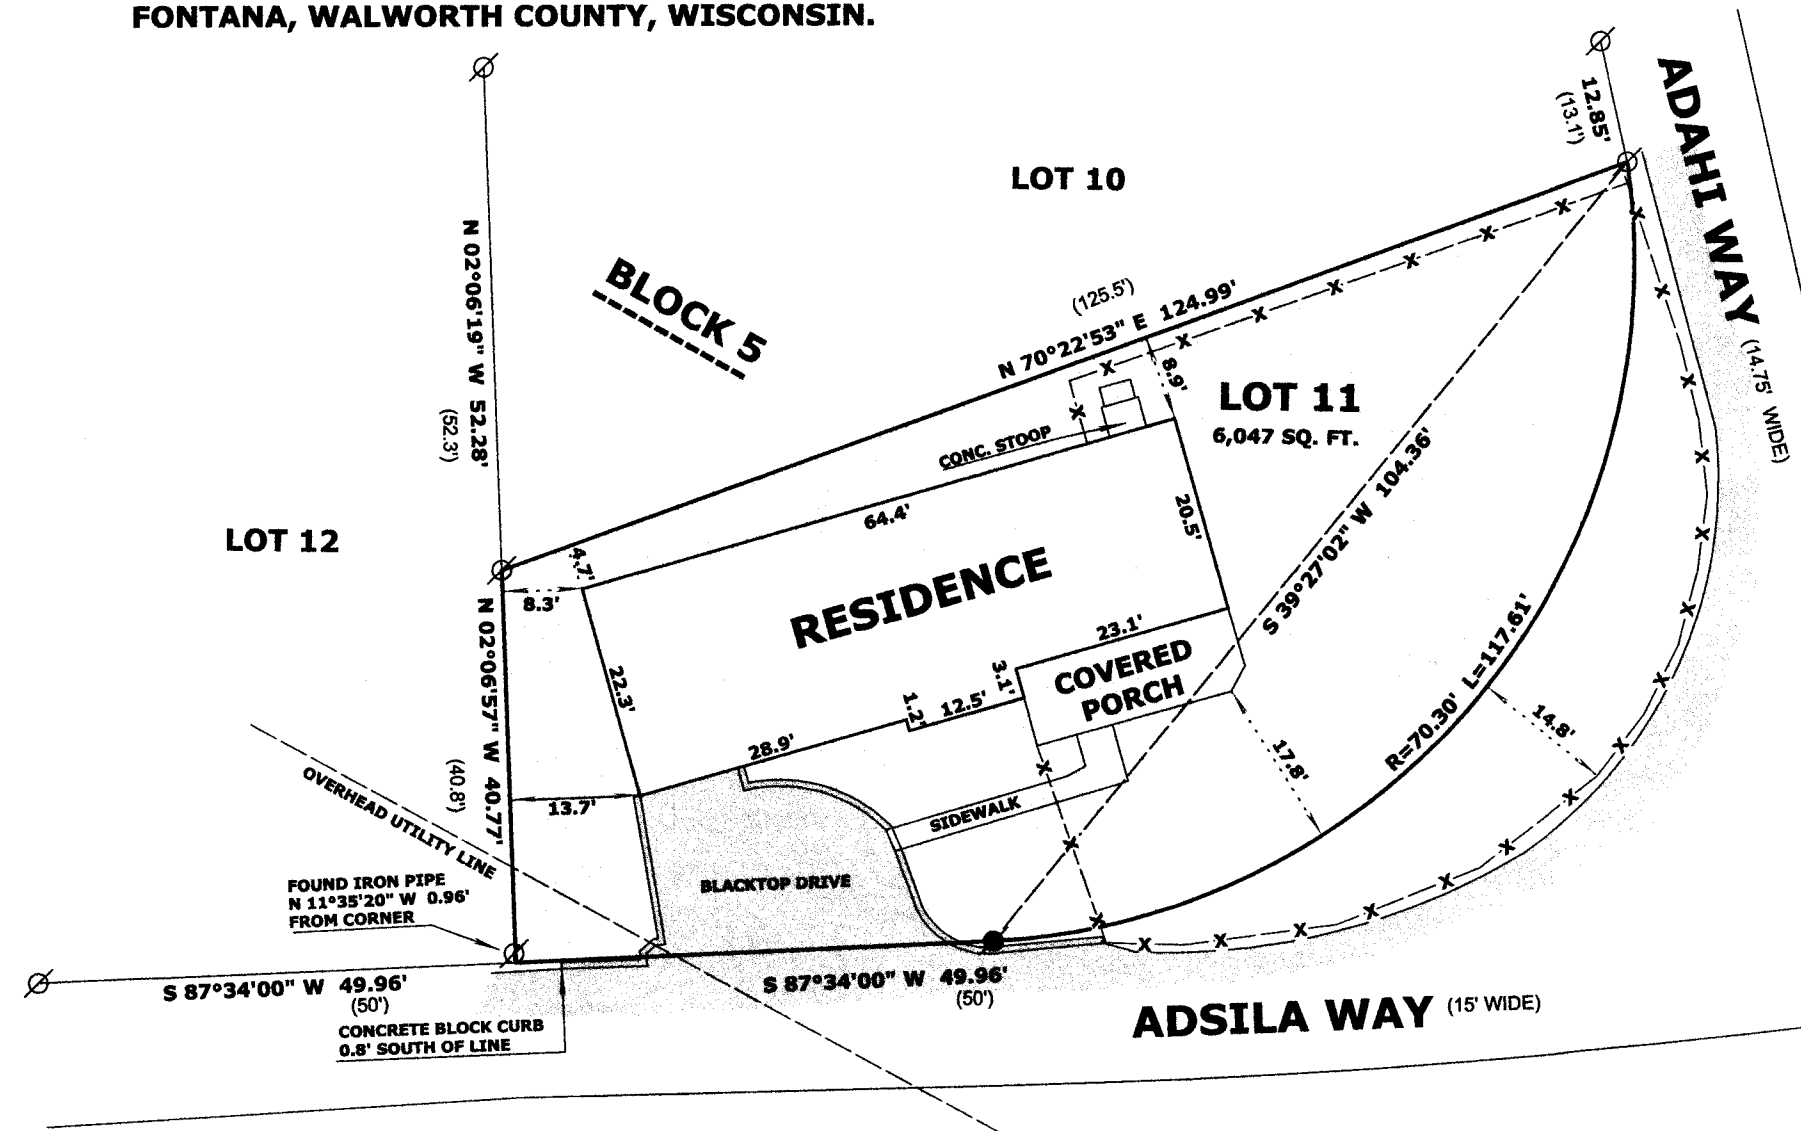 FONTANA, WALWORTH COUNTY, WISCONSIN.
12.85'
(13.1')
ADAHI WAY (14.75' WIDE)
LOT 10
BLOCK 5
N 02°06'19" W 52.28'
(52.3')
(125.5')
N 70°22'53" E 124.99'
8.9'
LOT 11
6,047 SQ. FT.
CONC. STOOP
S 39°27'02" W 104.36'
LOT 12
4.7'
8.3'
64.4'
20.5'
RESIDENCE
N 02°06'57" W 40.77'
(40.8')
22.3'
23.1'
3.1'
COVERED
PORCH
1.2'
12.5'
28.9'
R=70.30' L=117.61'
14.8'
17.8'
OVERHEAD UTILITY LINE
13.7'
SIDEWALK
BLACKTOP DRIVE
FOUND IRON PIPE
N 11°35'20" W 0.96'
FROM CORNER
S 87°34'00" W 49.96'
(50')
S 87°34'00" W 49.96'
(50')
CONCRETE BLOCK CURB
0.8' SOUTH OF LINE
ADSILA WAY (15' WIDE)